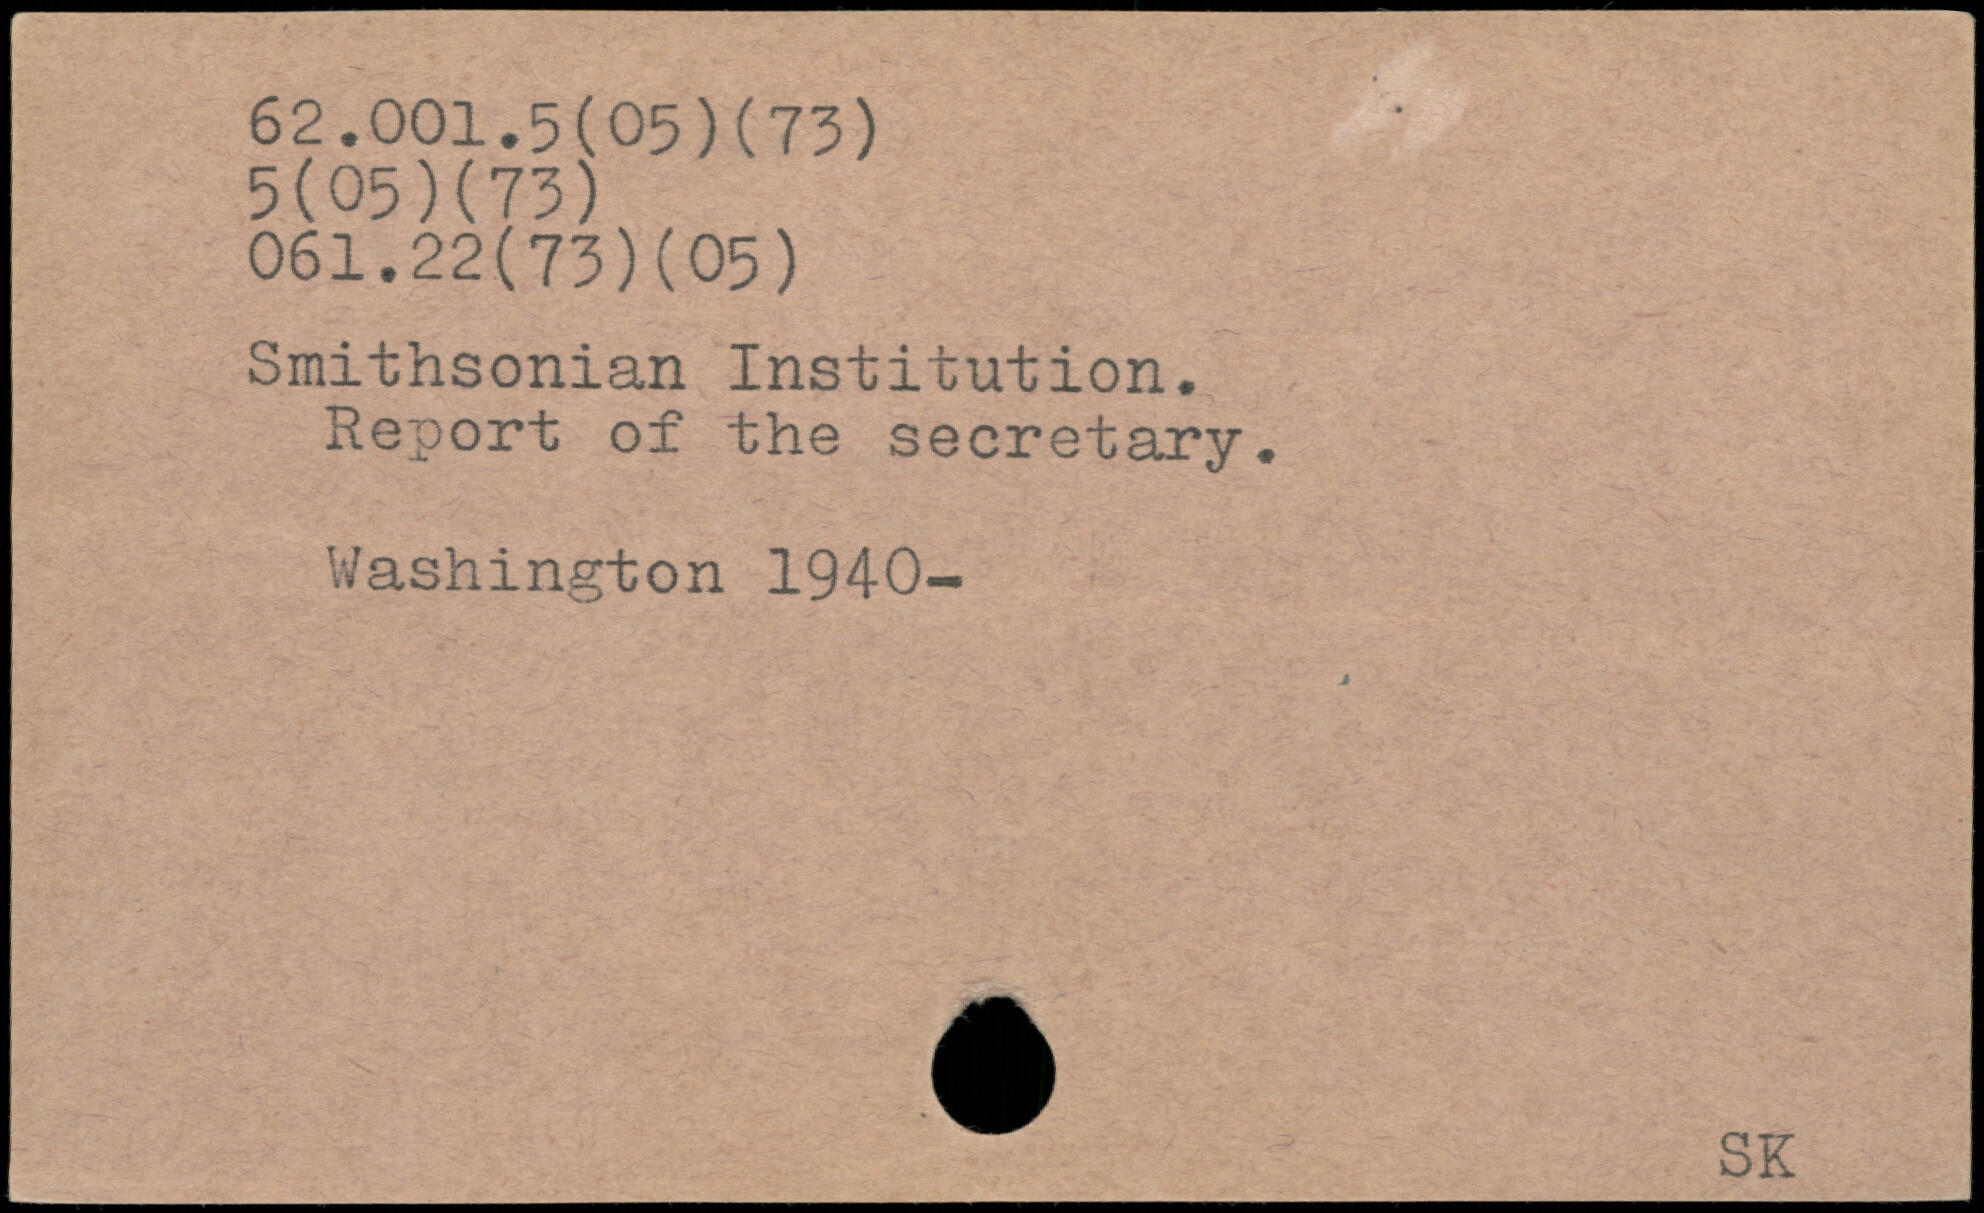 62.001.5(05)(73)
5(05)(73)
061.22(73)(05)
Smithsonian Institution.
Report of the secretary.
Washington 1940-
SK